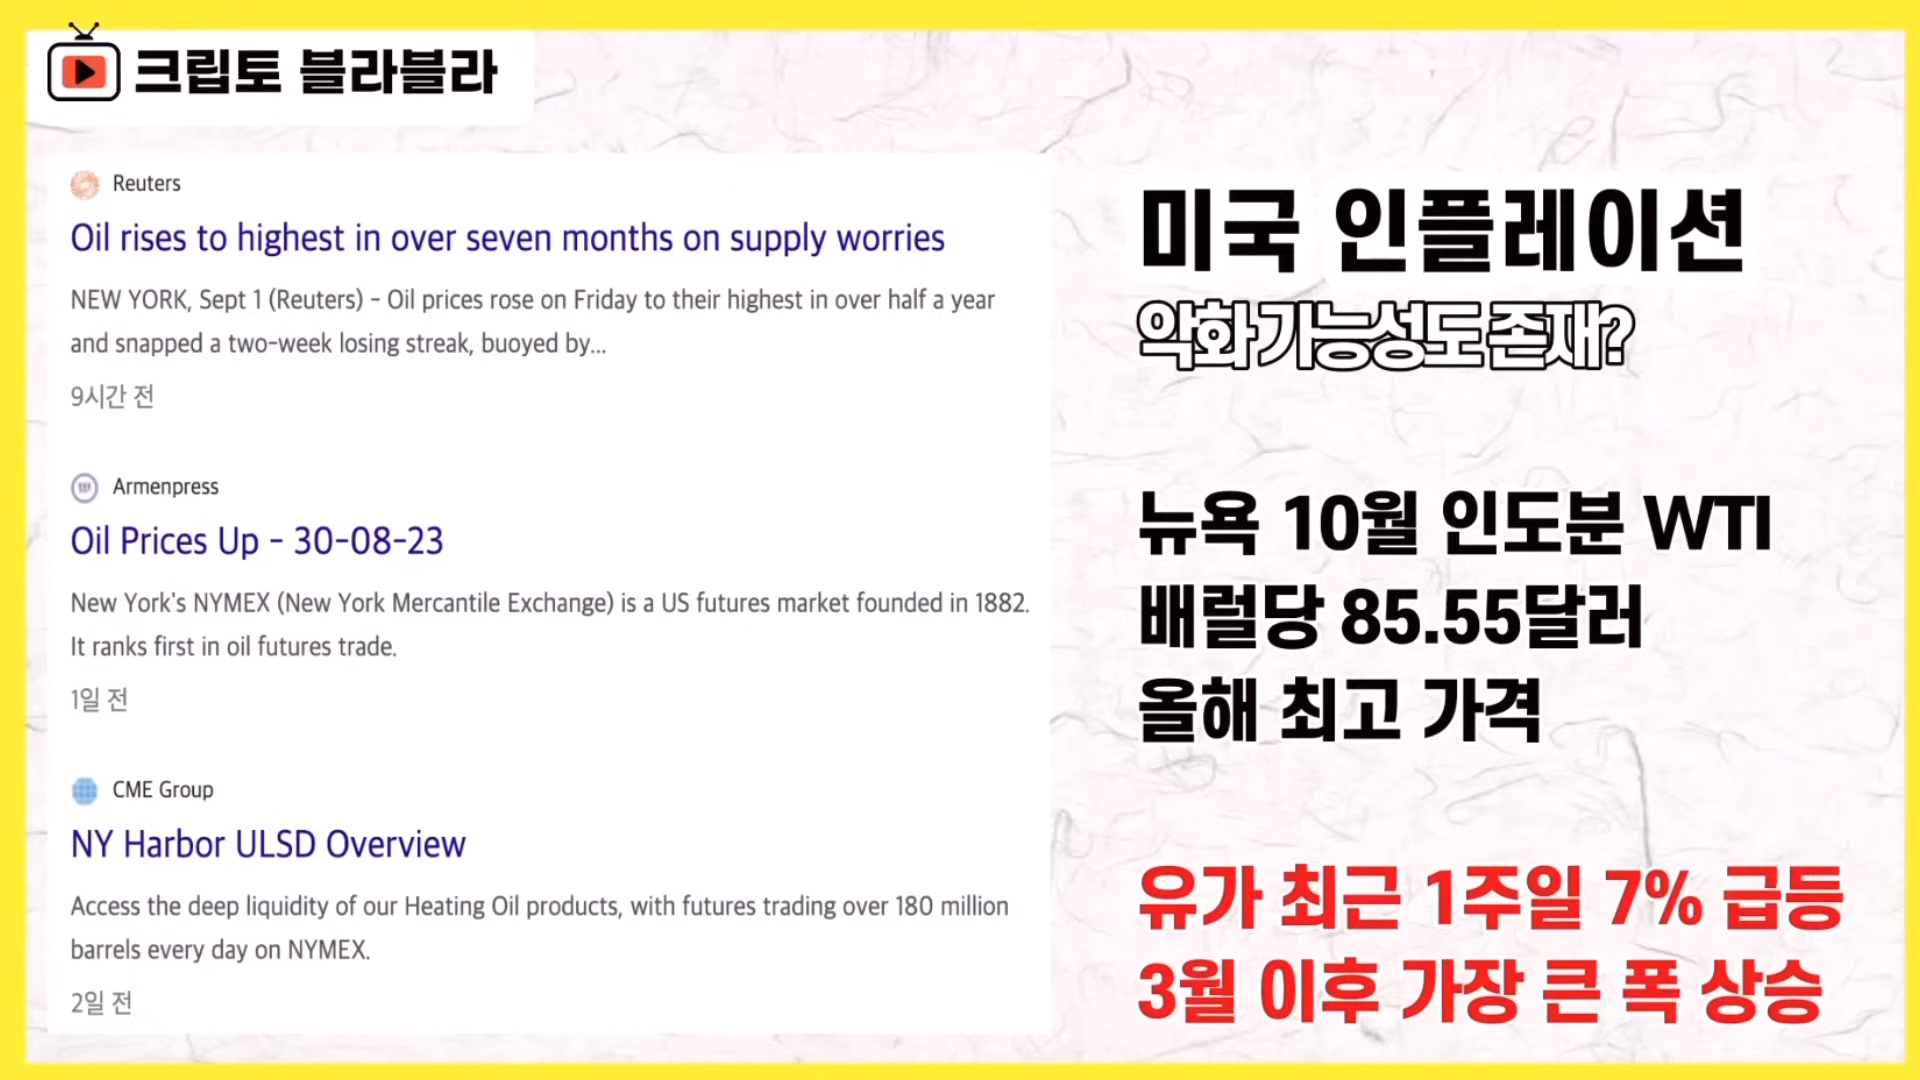 크립토 블라블라
Reuters
Oil rises to highest in over seven months on supply worries
NEW YORK, Sept 1 (Reuters) - Oil prices rose on Friday to their highest in over half a year
and snapped a two-week losing streak, buoyed by...
9시간 전
Armenpress
Oil Prices Up - 30-08-23
New York's NYMEX (New York Mercantile Exchange) is a US futures market founded in 1882.
It ranks first in oil futures trade.
1일 전
CME Group
NY Harbor ULSD Overview
Access the deep liquidity of our Heating Oil products, with futures trading over 180 million
barrels every day on NYMEX.
2일 전
미국 인플레이션
악화 가능성도 존재?
뉴욕 10월 인도분 WTI
배럴당 85.55달러
올해 최고 가격
유가 최근 1주일 7% 급등
3월 이후 가장 큰 폭 상승